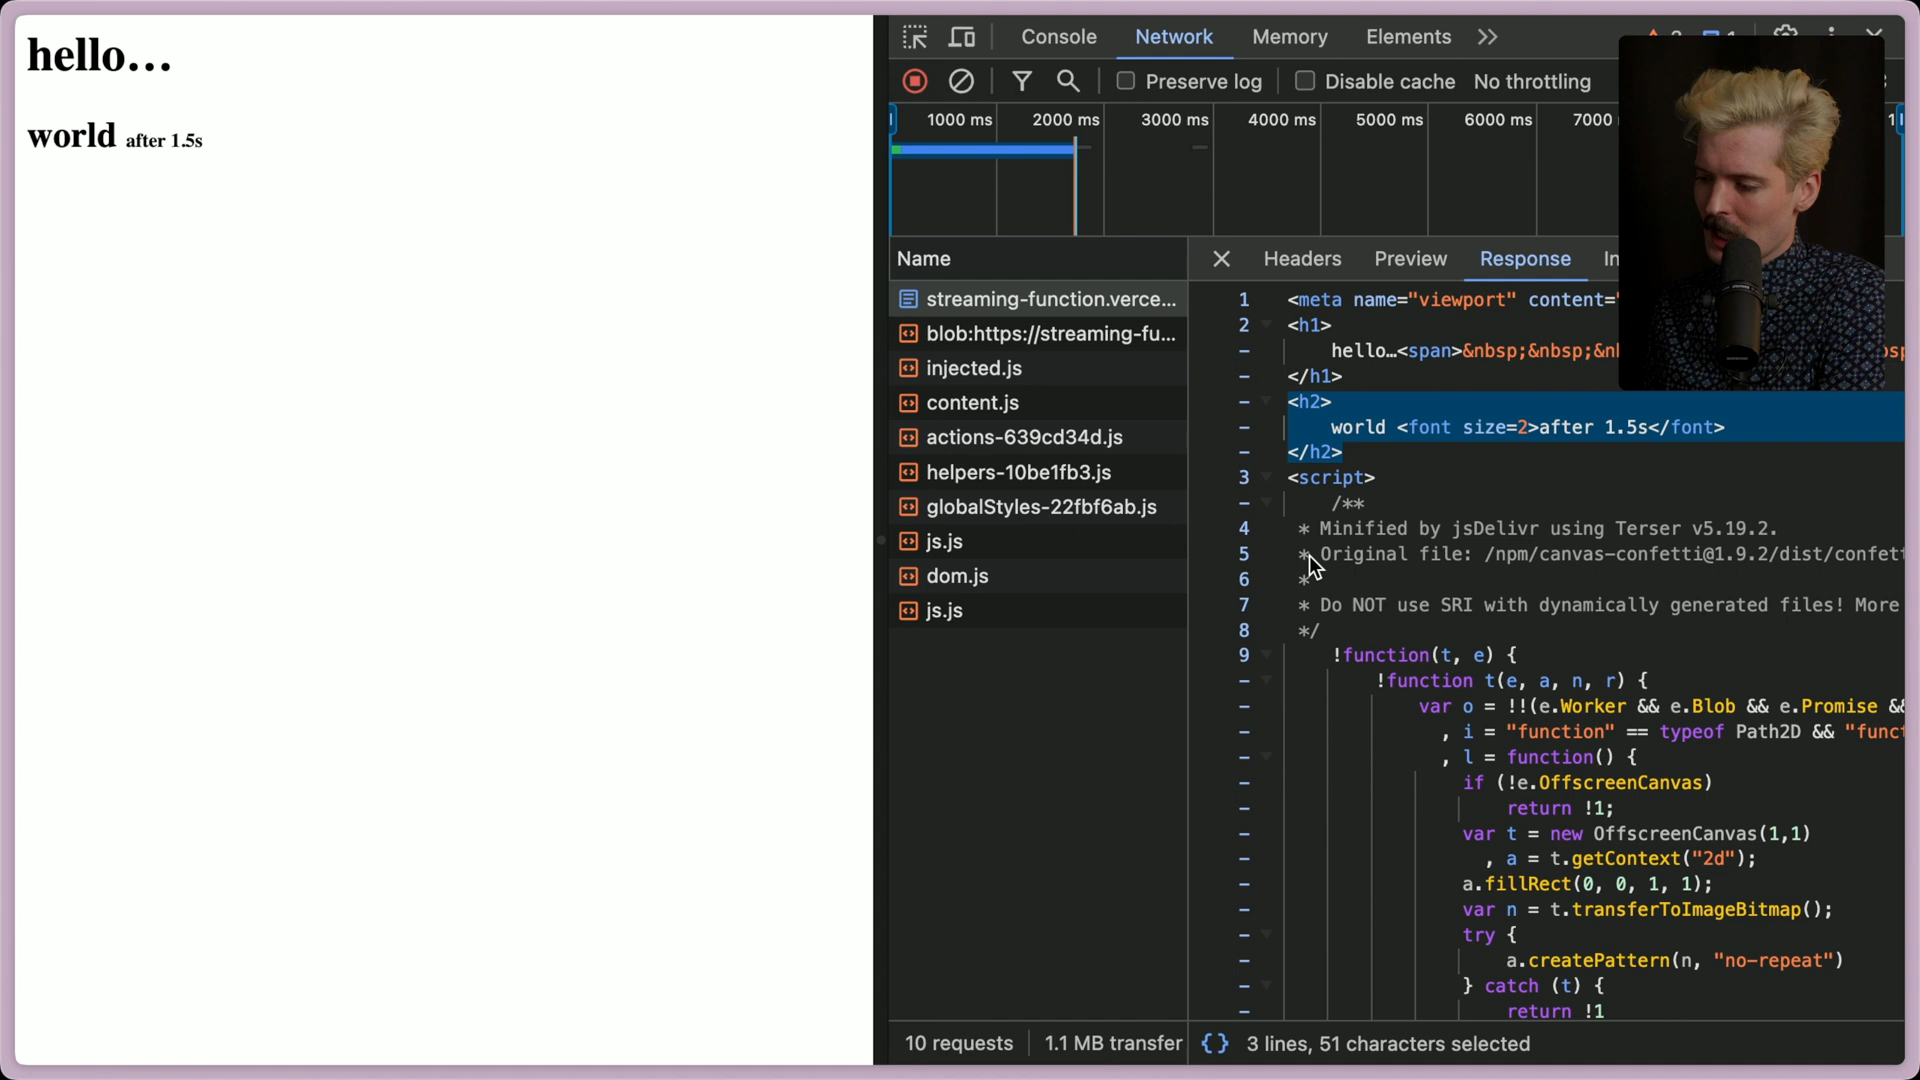 hello…
world after 1.5s
Console Network Memory Elements
Preserve log Disable cache No throttling
1000 ms 2000 ms 3000 ms 4000 ms 5000 ms 6000 ms 7000
Name
Headers Preview Response
streaming-function.verce...
blob:https://streaming-fu...
injected.js
content.js
actions-639cd34d.js
helpers-10be1fb3.js
globalStyles-22fbf6ab.js
js.js
dom.js
js.js
1 <meta name="viewport" content="
2 <h1>
- hello…<span>&nbsp;&nbsp;&n
- </h1>
- <h2>
- world <font size=2>after 1.5s</font>
- </h2>
3 <script>
- /**
4 * Minified by jsDelivr using Terser v5.19.2.
5 * Original file: /npm/canvas-confetti@1.9.2/dist/confett
6 *
7 * Do NOT use SRI with dynamically generated files! More
8 */
9 !function(t, e) {
- !function t(e, a, n, r) {
- var o = !!(e.Worker && e.Blob && e.Promise &&
- , i = "function" == typeof Path2D && "funct
- , l = function() {
- if (!e.OffscreenCanvas)
- return !1;
- var t = new OffscreenCanvas(1,1)
- , a = t.getContext("2d");
- a.fillRect(0, 0, 1, 1);
- var n = t.transferToImageBitmap();
- try {
- a.createPattern(n, "no-repeat")
- } catch (t) {
- return !1
10 requests 1.1 MB transfer {} 3 lines, 51 characters selected